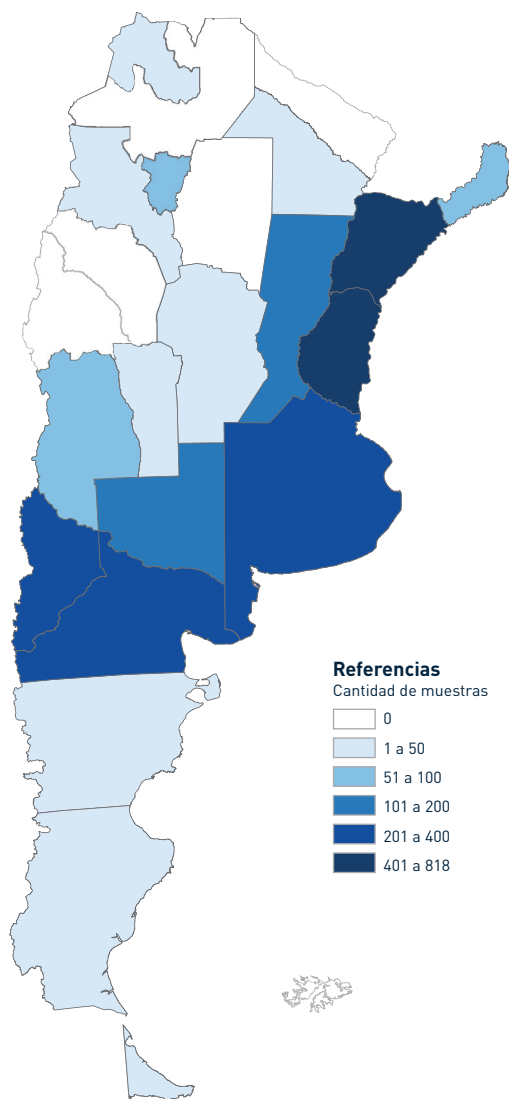 Referencias
Cantidad de muestras
0
1 a 50
51 a 100
101 a 200
201 a 400
401 a 818